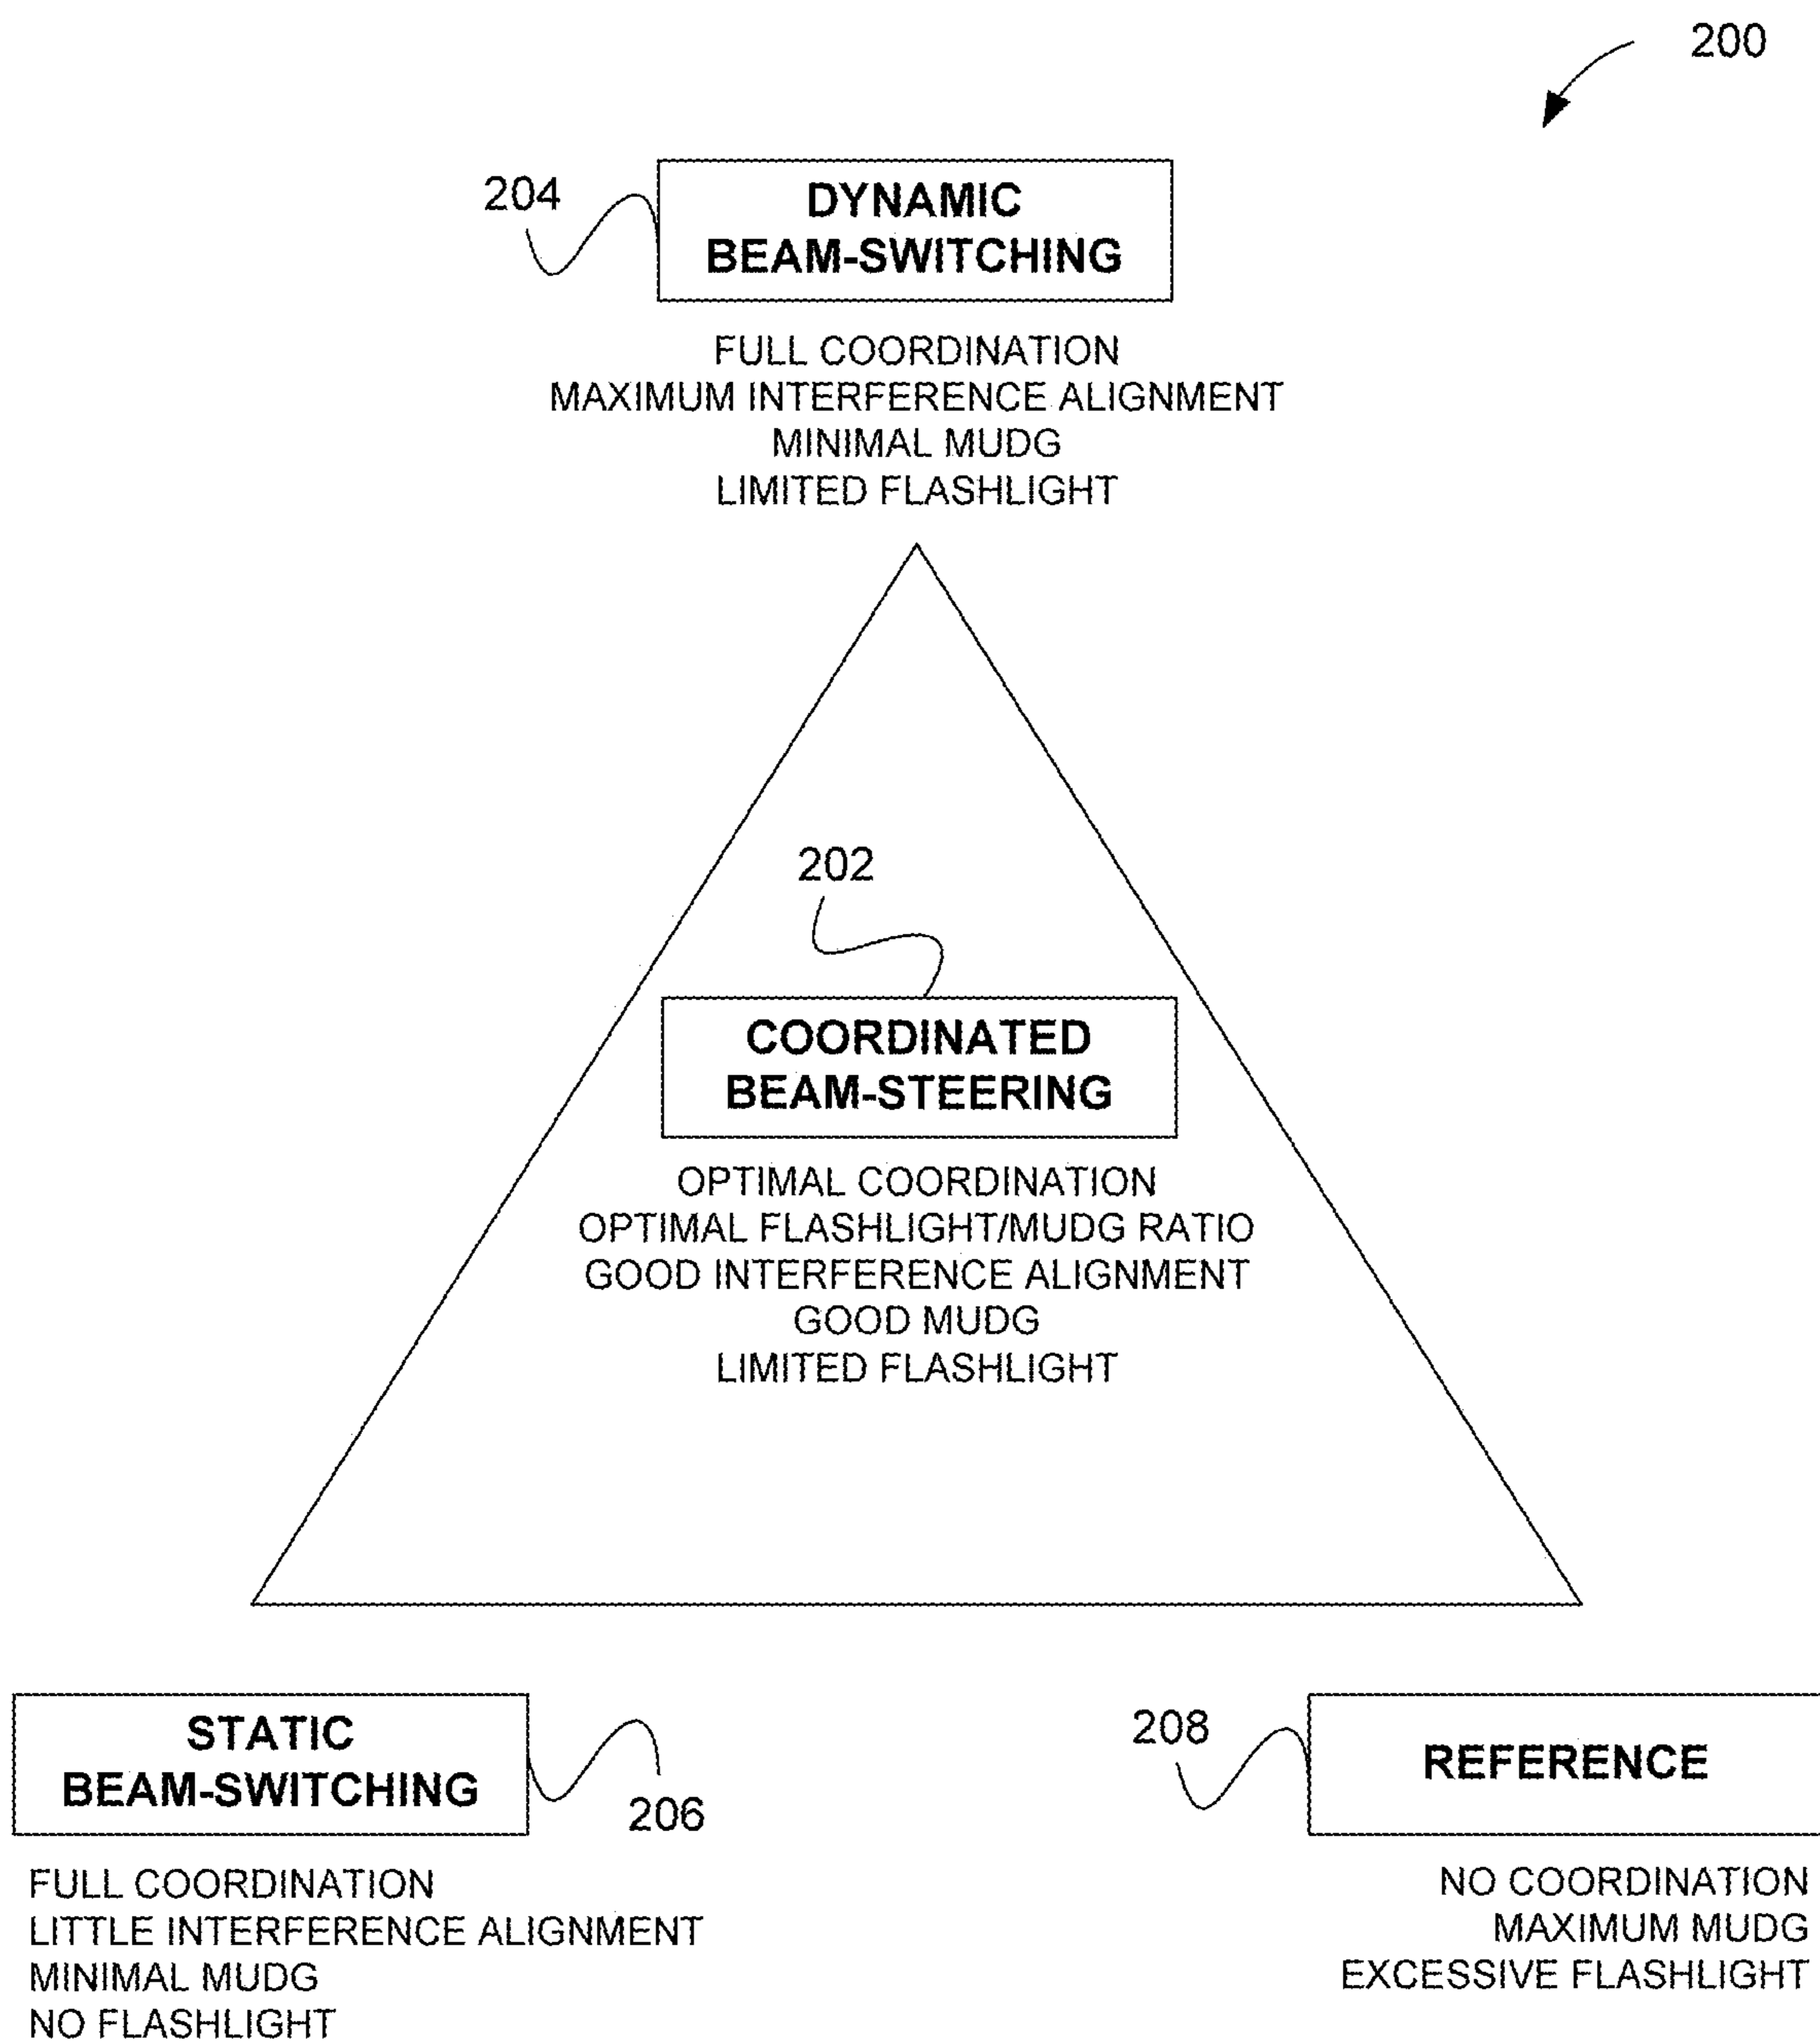 200
204
DYNAMIC
BEAM-SWITCHING
FULL COORDINATION
MAXIMUM INTERFERENCE ALIGNMENT
MINIMAL MUDG
LIMITED FLASHLIGHT
202
COORDINATED
BEAM-STEERING
OPTIMAL COORDINATION
OPTIMAL FLASHLIGHT/MUDG RATIO
GOOD INTERFERENCE ALIGNMENT
GOOD MUDG
LIMITED FLASHLIGHT
STATIC
BEAM-SWITCHING
206
FULL COORDINATION
LITTLE INTERFERENCE ALIGNMENT
MINIMAL MUDG
NO FLASHLIGHT
208
REFERENCE
NO COORDINATION
MAXIMUM MUDG
EXCESSIVE FLASHLIGHT